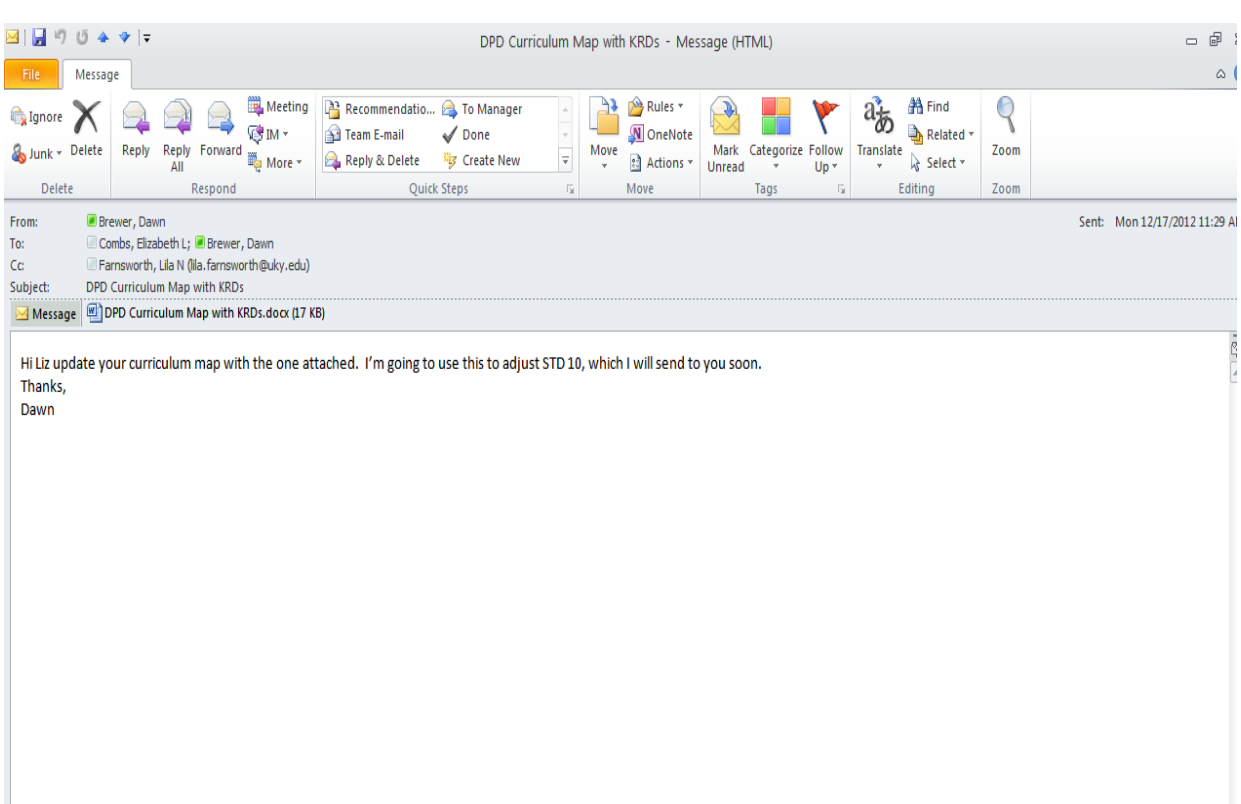 DPD Curriculum Map with KRDs - Message (HTML)
File Message
Ignore
Junk
Delete
Delete
Reply
Reply All
Forward
Meeting
IM
More
Respond
Recommendatio...
To Manager
Team E-mail
Done
Reply & Delete
Create New
Quick Steps
Move
Rules
OneNote
Actions
Move
Mark Unread
Categorize
Follow Up
Tags
Translate
Find
Related
Select
Editing
Zoom
Zoom
From: Brewer, Dawn
Sent: Mon 12/17/2012 11:29
To: Combs, Elizabeth L; Brewer, Dawn
Cc: Farnsworth, Lila N (lila.farnsworth@uky.edu)
Subject: DPD Curriculum Map with KRDs
Message DPD Curriculum Map with KRDs.docx (17 KB)
Hi Liz update your curriculum map with the one attached.  I'm going to use this to adjust STD 10, which I will send to you soon.
Thanks,
Dawn